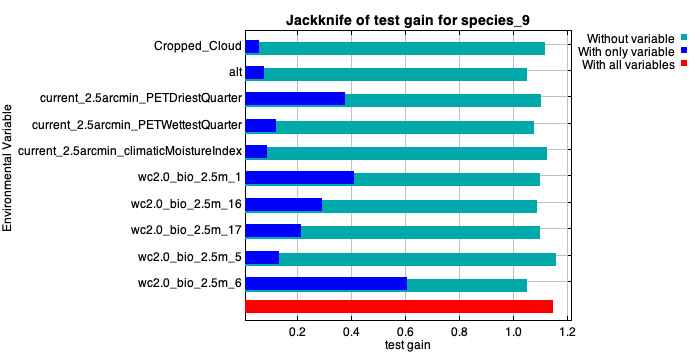 Jackknife of test gain for species_9
Without variable
With only variable
With all variables
Environmental Variable
Cropped_Cloud
alt
current_2.5arcmin_PETDriestQuarter
current_2.5arcmin_PETWettestQuarter
current_2.5arcmin_climaticMoistureIndex
wc2.0_bio_2.5m_1
wc2.0_bio_2.5m_16
wc2.0_bio_2.5m_17
wc2.0_bio_2.5m_5
wc2.0_bio_2.5m_6
0.2 0.4 0.6 0.8 1.0 1.2
test gain